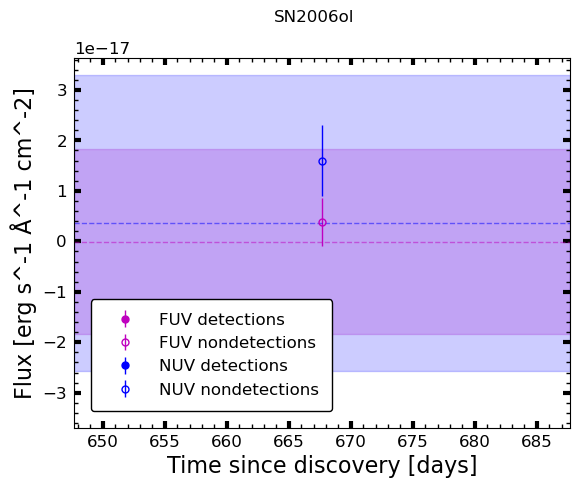 SN2006ol
1e−17
3
2
1
0
−1
−2
−3
Flux [erg s^-1 Å^-1 cm^-2]
FUV detections
FUV nondetections
NUV detections
NUV nondetections
650 655 660 665 670 675 680 685
Time since discovery [days]